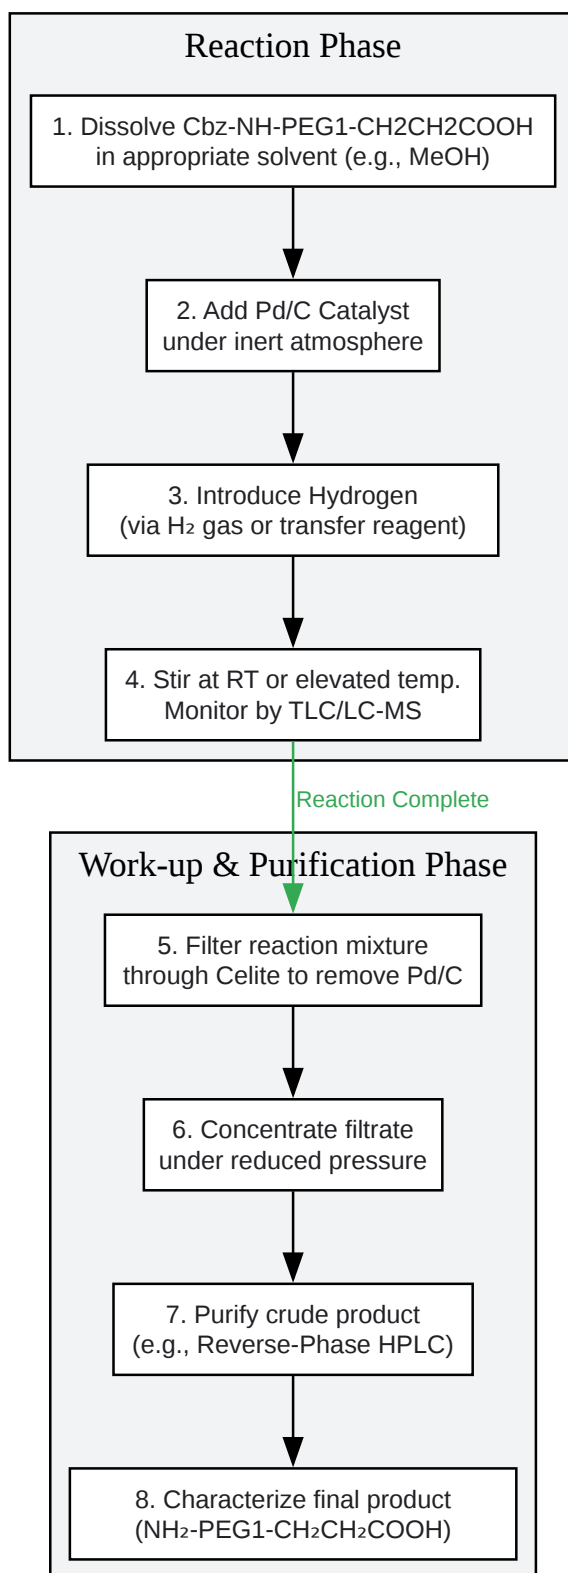 Reaction Phase
1. Dissolve Cbz-NH-PEG1-CH2CH2COOH
in appropriate solvent (e.g., MeOH)
2. Add Pd/C Catalyst
under inert atmosphere
3. Introduce Hydrogen
(via H₂ gas or transfer reagent)
4. Stir at RT or elevated temp.
Monitor by TLC/LC-MS
Reaction Complete
Work-up & Purification Phase
5. Filter reaction mixture
through Celite to remove Pd/C
6. Concentrate filtrate
under reduced pressure
7. Purify crude product
(e.g., Reverse-Phase HPLC)
8. Characterize final product
(NH₂-PEG1-CH₂CH₂COOH)